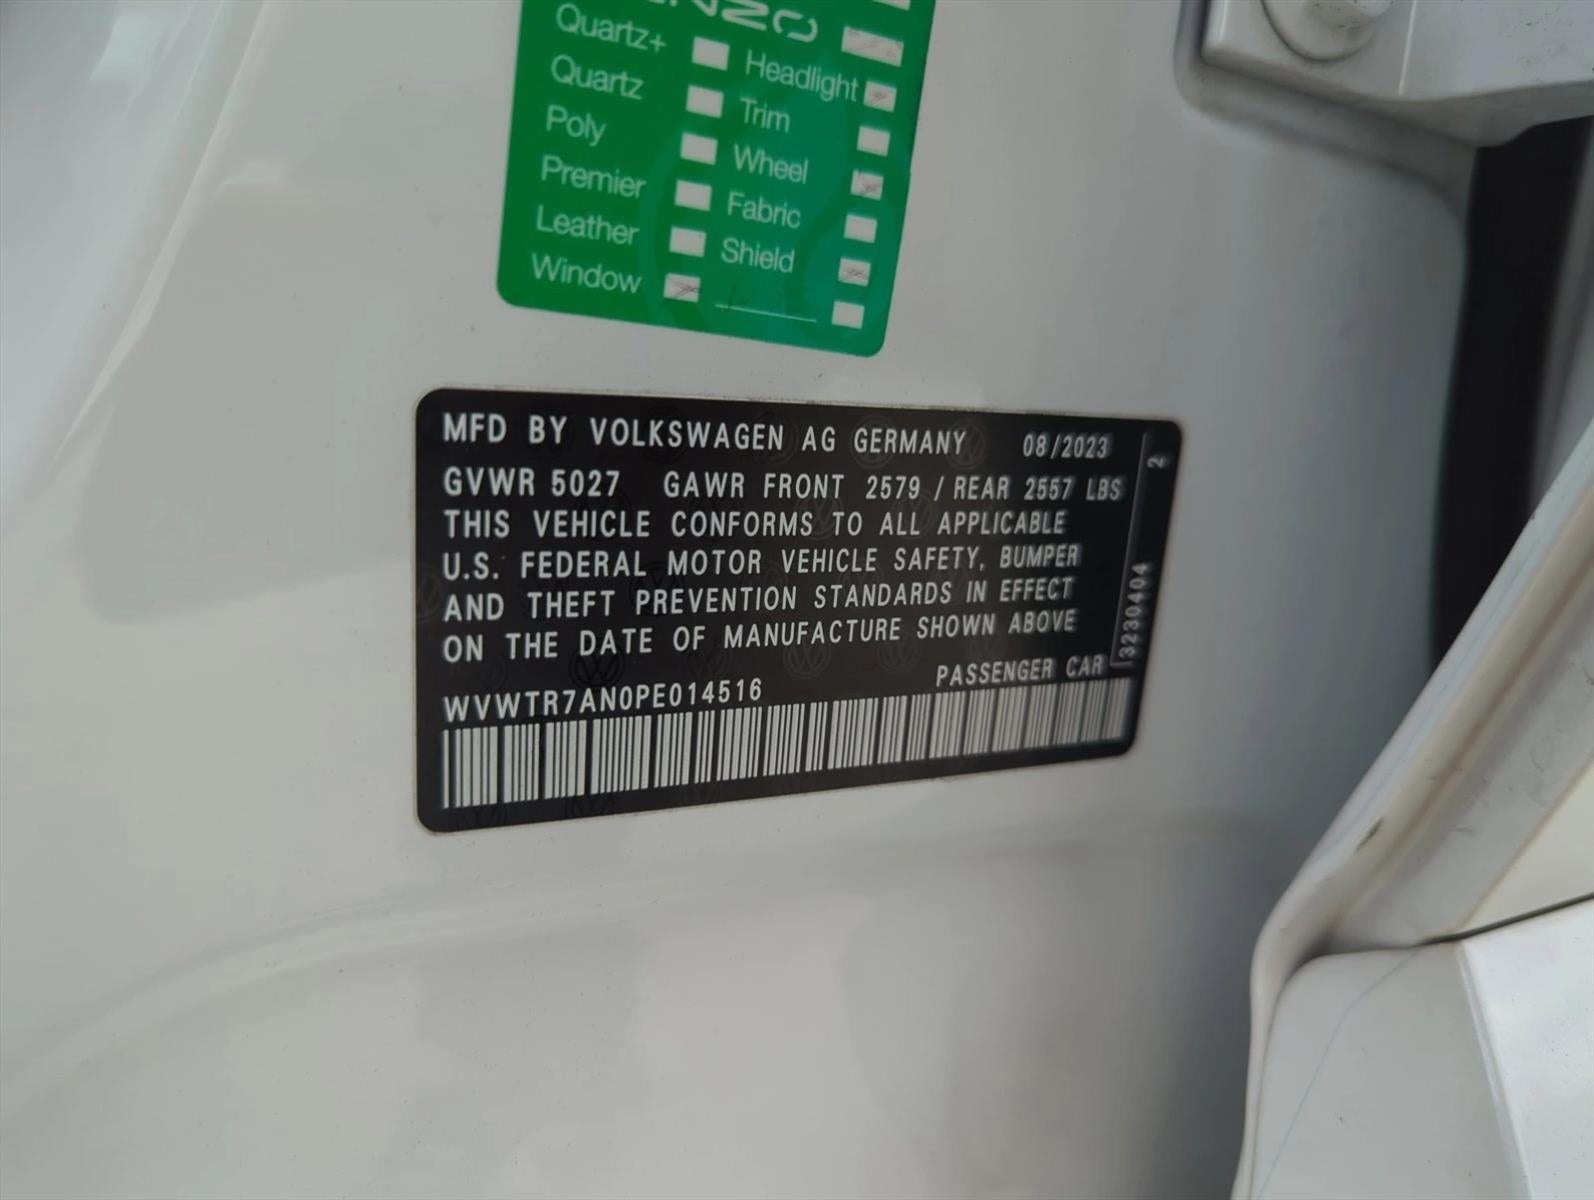 Quartz+
Headlight
Quartz
Trim
Poly
Wheel
Premier
Fabric
Leather
Shield
Window
MFD BY VOLKSWAGEN AG GERMANY 08/2023
GVWR 5027 GAWR FRONT 2579 / REAR 2557 LBS
THIS VEHICLE CONFORMS TO ALL APPLICABLE
U.S. FEDERAL MOTOR VEHICLE SAFETY, BUMPER
AND THEFT PREVENTION STANDARDS IN EFFECT
ON THE DATE OF MANUFACTURE SHOWN ABOVE
PASSENGER CAR
WVWTR7AN0PE014516
3230404
2